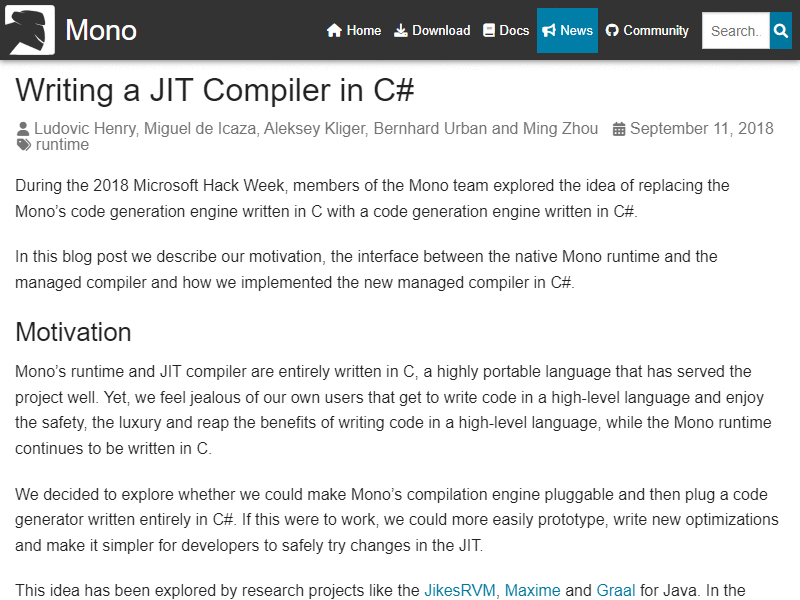 Mono
Home Download Docs News Community Search..
Writing a JIT Compiler in C#
Ludovic Henry, Miguel de Icaza, Aleksey Kliger, Bernhard Urban and Ming Zhou September 11, 2018
runtime
During the 2018 Microsoft Hack Week, members of the Mono team explored the idea of replacing the
Mono’s code generation engine written in C with a code generation engine written in C#.
In this blog post we describe our motivation, the interface between the native Mono runtime and the
managed compiler and how we implemented the new managed compiler in C#.
Motivation
Mono’s runtime and JIT compiler are entirely written in C, a highly portable language that has served the
project well. Yet, we feel jealous of our own users that get to write code in a high-level language and enjoy
the safety, the luxury and reap the benefits of writing code in a high-level language, while the Mono runtime
continues to be written in C.
We decided to explore whether we could make Mono’s compilation engine pluggable and then plug a code
generator written entirely in C#. If this were to work, we could more easily prototype, write new optimizations
and make it simpler for developers to safely try changes in the JIT.
This idea has been explored by research projects like the JikesRVM, Maxime and Graal for Java. In the